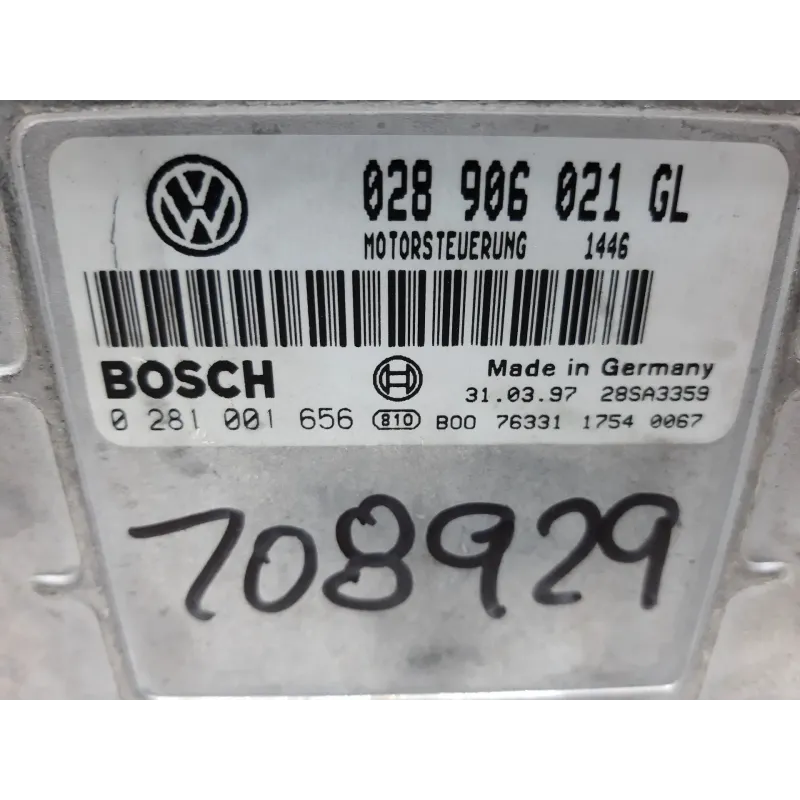 028 906 021 GL
MOTORSTEUERUNG 1446
BOSCH Made in Germany
31.03.97 28SA3359
0 281 001 656 810 B00 76331 1754 0067
708929